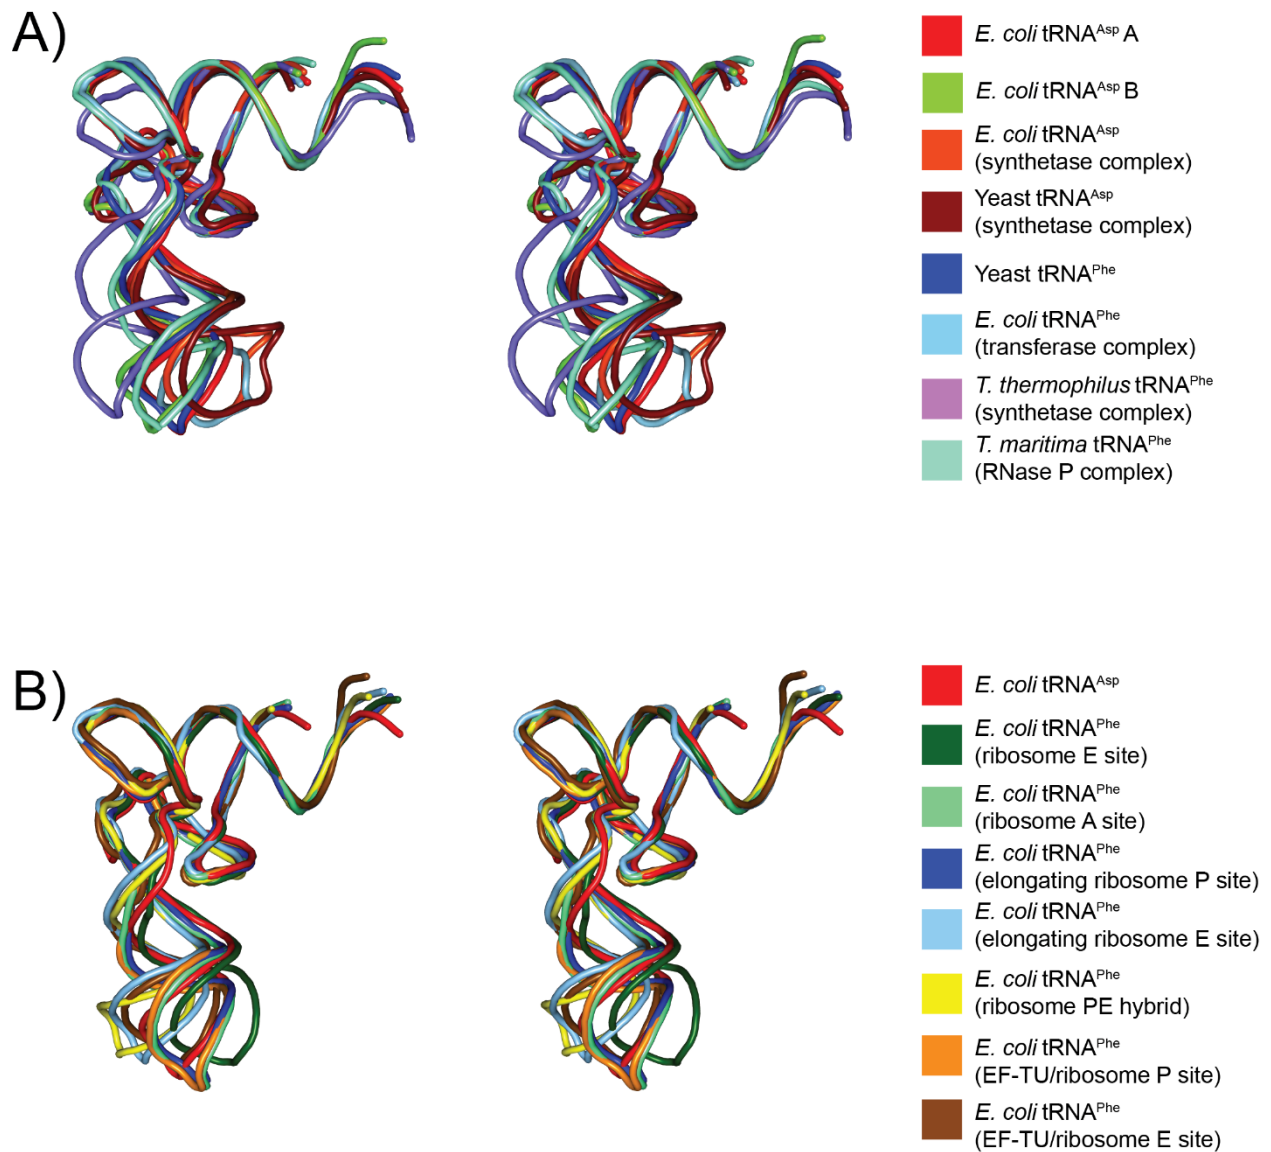 A)
E. coli tRNAAsp A
E. coli tRNAAsp B
E. coli tRNAAsp
(synthetase complex)
Yeast tRNAAsp
(synthetase complex)
Yeast tRNAPhe
E. coli tRNAPhe
(transferase complex)
T. thermophilus tRNAPhe
(synthetase complex)
T. maritima tRNAPhe
(RNase P complex)
B)
E. coli tRNAAsp
E. coli tRNAPhe
(ribosome E site)
E. coli tRNAPhe
(ribosome A site)
E. coli tRNAPhe
(elongating ribosome P site)
E. coli tRNAPhe
(elongating ribosome E site)
E. coli tRNAPhe
(ribosome PE hybrid)
E. coli tRNAPhe
(EF-TU/ribosome P site)
E. coli tRNAPhe
(EF-TU/ribosome E site)